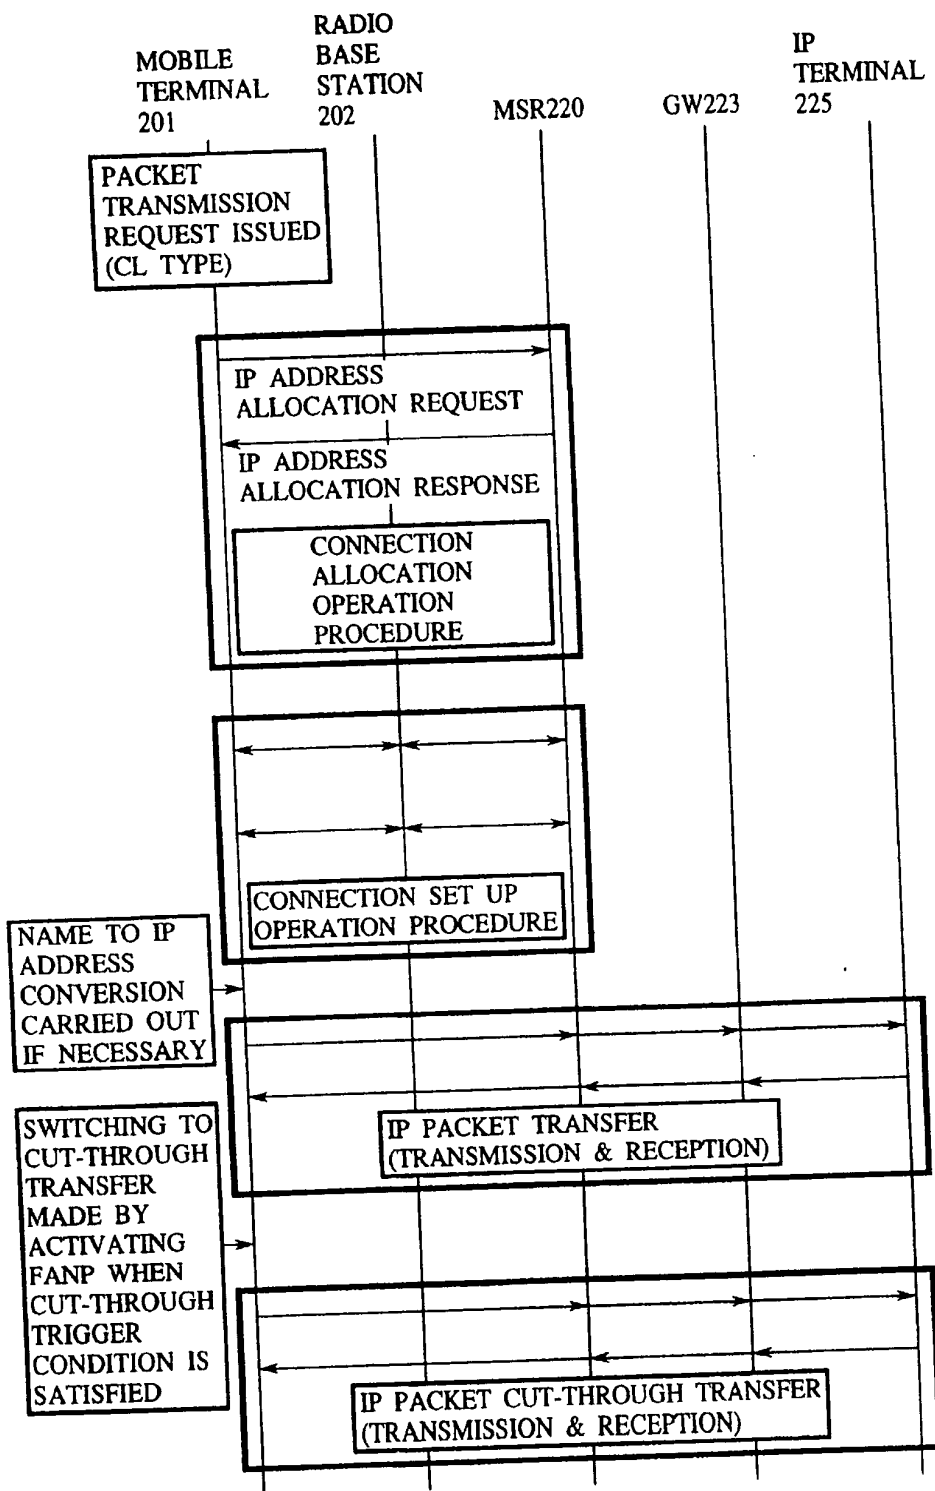 MOBILE
TERMINAL
201
RADIO
BASE
STATION
202
MSR220
GW223
IP
TERMINAL
225
PACKET
TRANSMISSION
REQUEST ISSUED
(CL TYPE)
IP ADDRESS
ALLOCATION REQUEST
IP ADDRESS
ALLOCATION RESPONSE
CONNECTION
ALLOCATION
OPERATION
PROCEDURE
CONNECTION SET UP
OPERATION PROCEDURE
NAME TO IP
ADDRESS
CONVERSION
CARRIED OUT
IF NECESSARY
IP PACKET TRANSFER
(TRANSMISSION & RECEPTION)
SWITCHING TO
CUT-THROUGH
TRANSFER
MADE BY
ACTIVATING
FANP WHEN
CUT-THROUGH
TRIGGER
CONDITION IS
SATISFIED
IP PACKET CUT-THROUGH TRANSFER
(TRANSMISSION & RECEPTION)